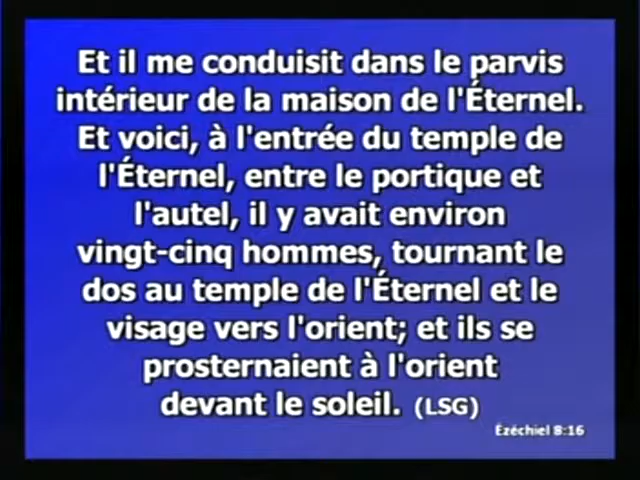 Et il me conduisit dans le parvis
intérieur de la maison de l'Éternel.
Et voici, à l'entrée du temple de
l'Éternel, entre le portique et
l'autel, il y avait environ
vingt-cinq hommes, tournant le
dos au temple de l'Éternel et le
visage vers l'orient; et ils se
prosternaient à l'orient
devant le soleil. (LSG)
Ézéchiel 8:16